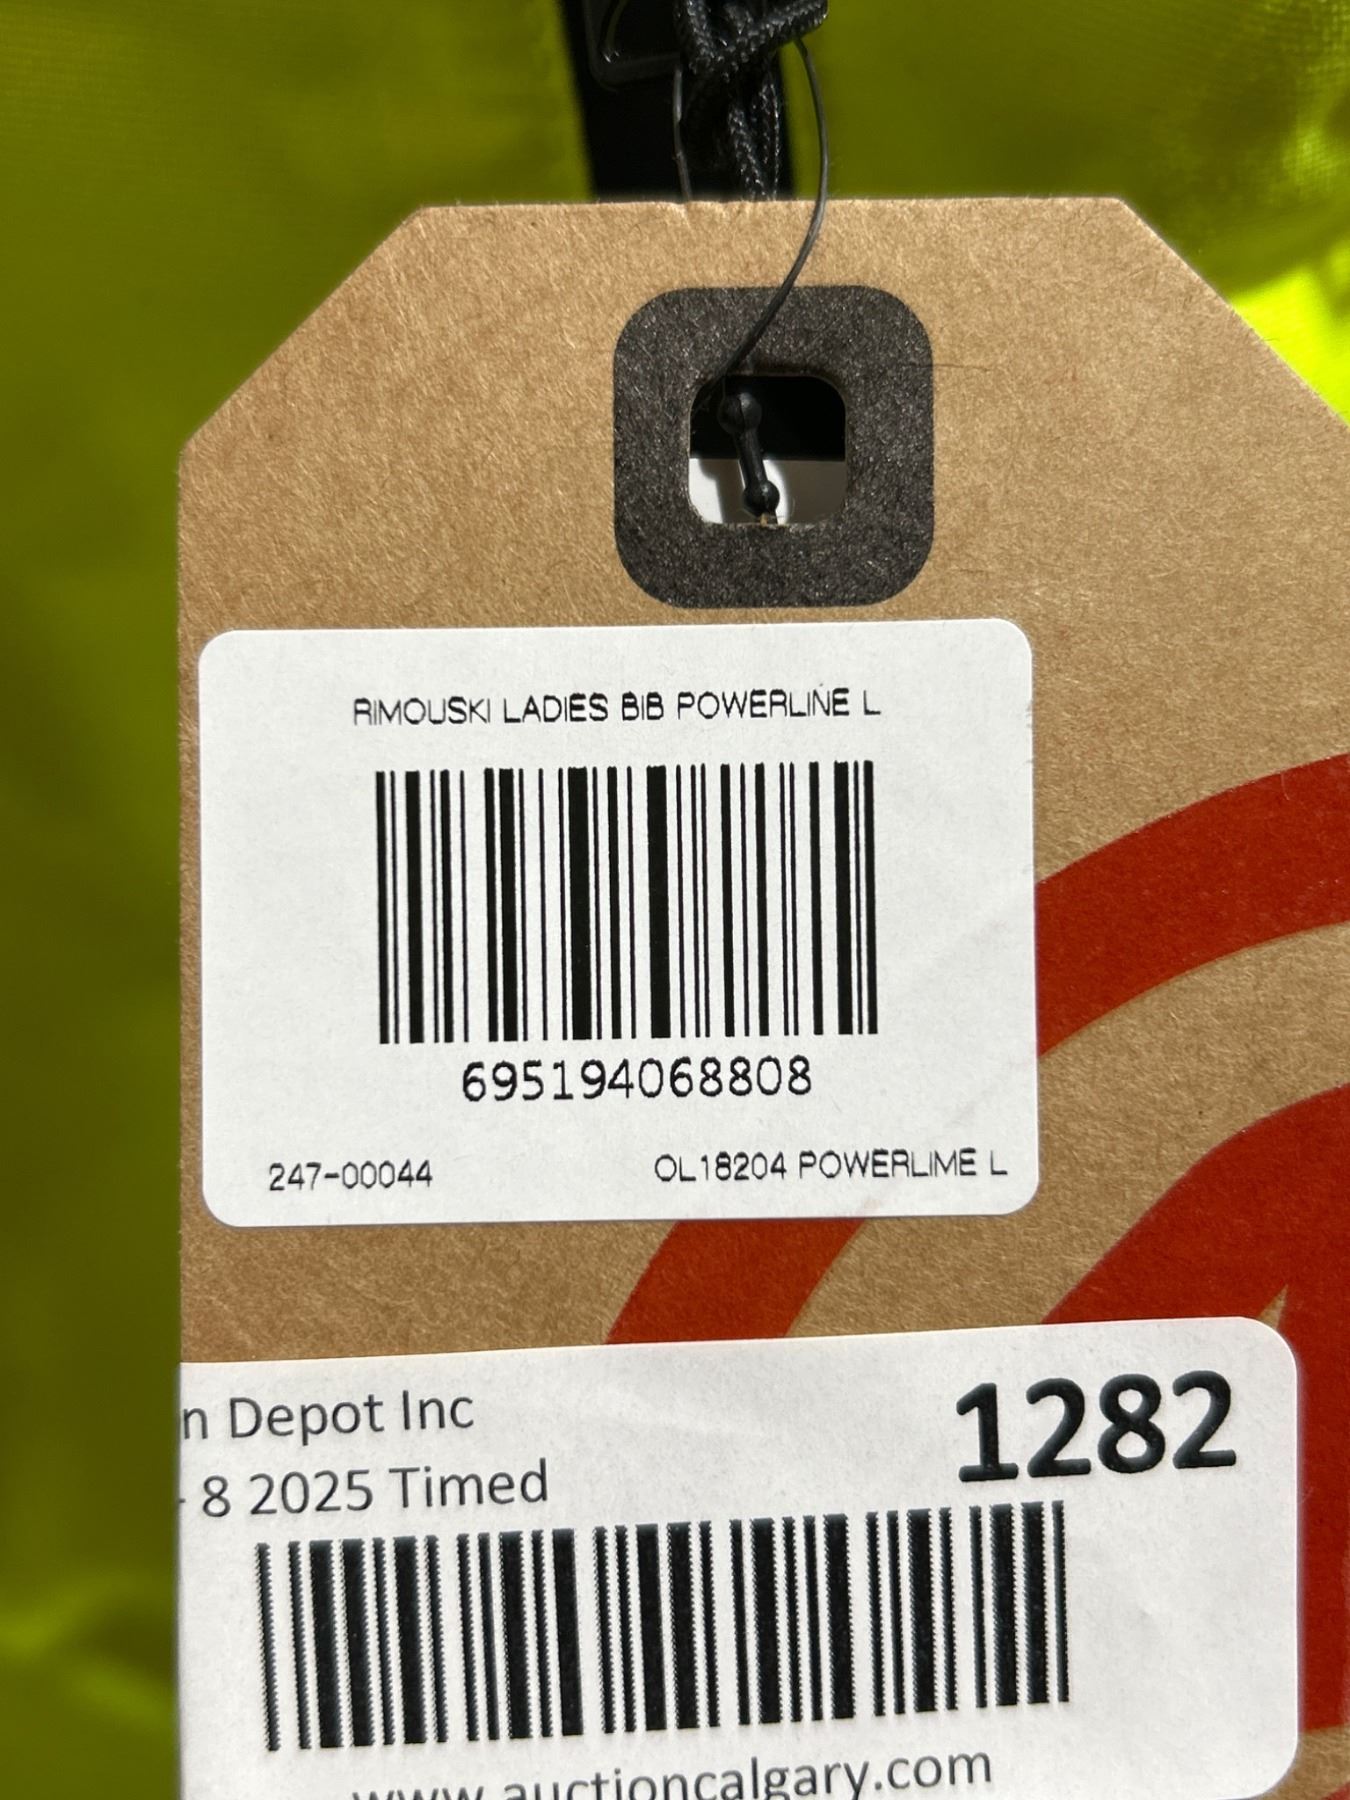 RIMOUSKI LADIES BIB POWERLINE L
695194068808
247-00044
OL18204 POWERLIME L
n Depot Inc
1282
- 8 2025 Timed
www.auctioncalgary.com